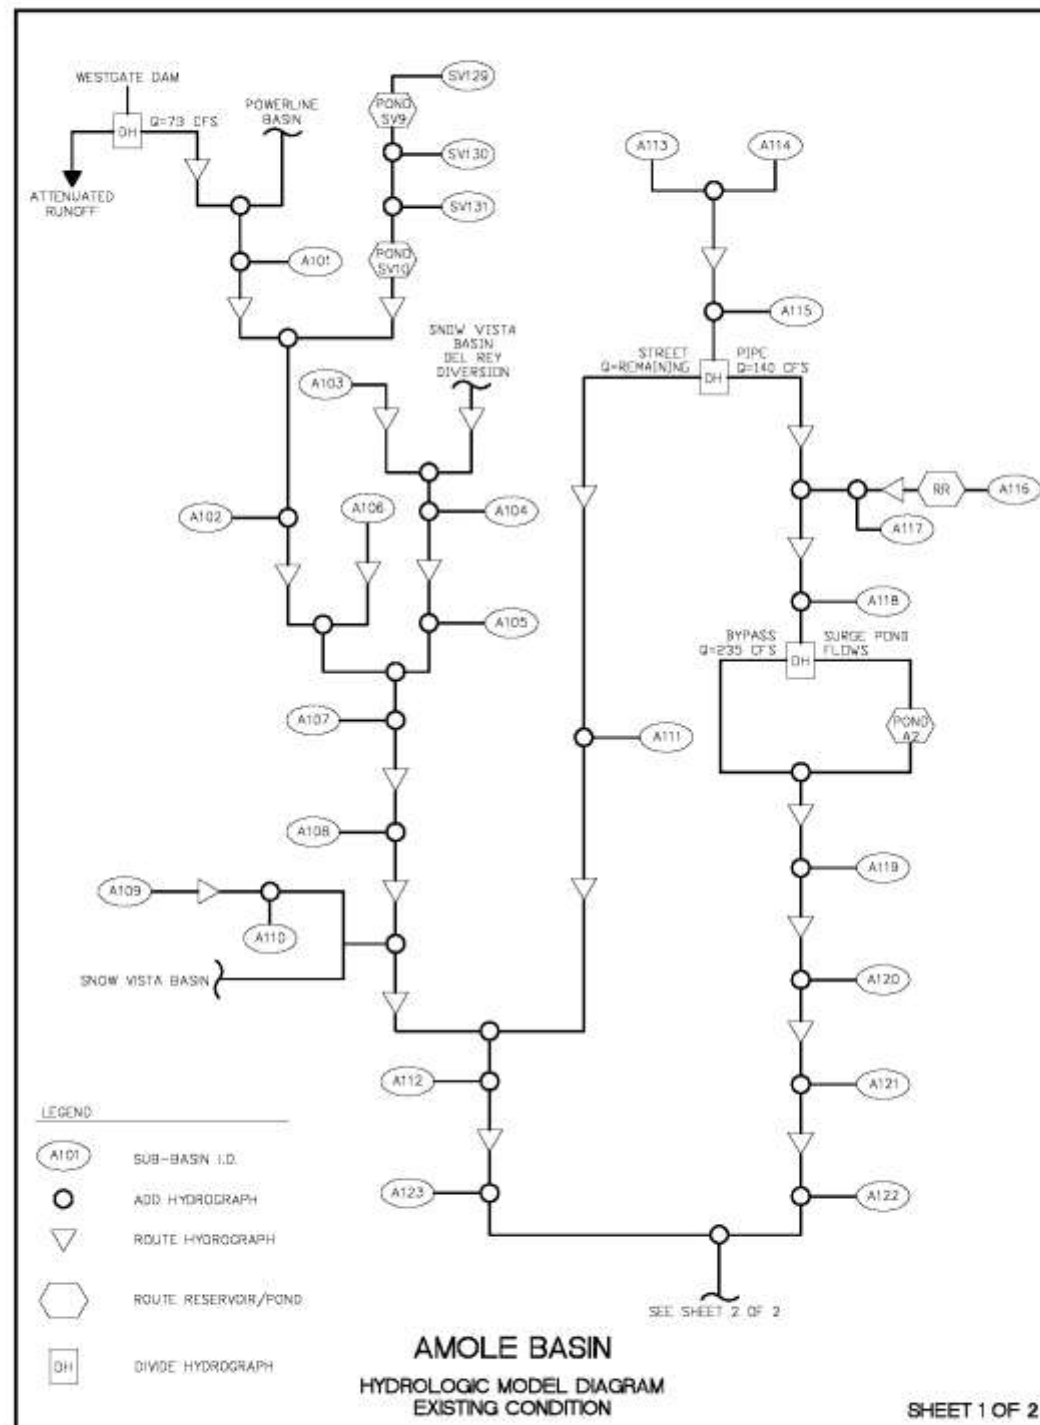 WESTGATE DAM
DH
Q=73 CFS
POWERLINE
BASIN
ATTENUATED
RUNOFF
SV129
POND
SV9
SV130
SV131
POND
SV10
A101
A113
A114
A115
SNOW VISTA
BASIN
DEL REY
DIVERSION
A103
STREET
Q=REMAINING
DH
PIPE
Q=140 CFS
A102
A106
A104
RR
A116
A117
A105
A118
BYPASS
Q=235 CFS
DH
SURGE POND
FLOWS
A107
A111
POND
A2
A108
A109
A110
SNOW VISTA BASIN
A119
A120
A112
A121
A123
A122
SEE SHEET 2 OF 2
LEGEND
A101
SUB-BASIN I.D.
ADD HYDROGRAPH
ROUTE HYDROGRAPH
ROUTE RESERVOIR/POND
DH
DIVIDE HYDROGRAPH
AMOLE BASIN
HYDROLOGIC MODEL DIAGRAM
EXISTING CONDITION
SHEET 1 OF 2